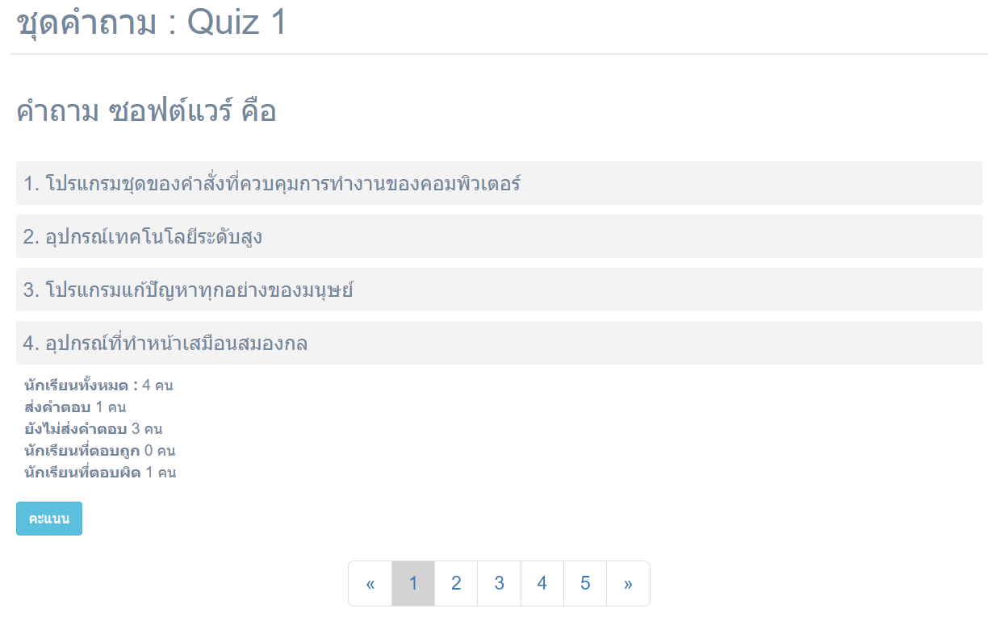 ชุดคำถาม : Quiz 1
คำถาม ซอฟต์แวร์ คือ
1. โปรแกรมชุดของคำสั่งที่ควบคุมการทำงานของคอมพิวเตอร์
2. อุปกรณ์เทคโนโลยีระดับสูง
3. โปรแกรมแก้ปัญหาทุกอย่างของมนุษย์
4. อุปกรณ์ที่ทำหน้าเสมือนสมองกล
นักเรียนทั้งหมด : 4 คน
ส่งคำตอบ 1 คน
ยังไม่ส่งคำตอบ 3 คน
นักเรียนที่ตอบถูก 0 คน
นักเรียนที่ตอบผิด 1 คน
คะแนน
« 1 2 3 4 5 »